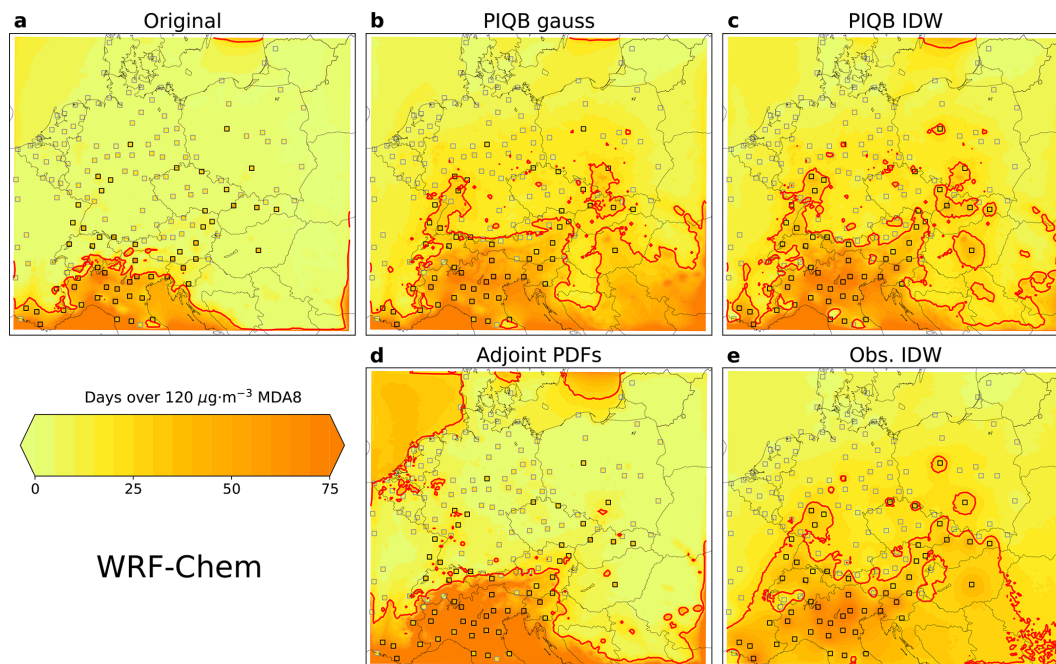 a Original
b PIQB gauss
c PIQB IDW
d Adjoint PDFs
e Obs. IDW
Days over 120 μg·m⁻³ MDA8
0 25 50 75
WRF-Chem